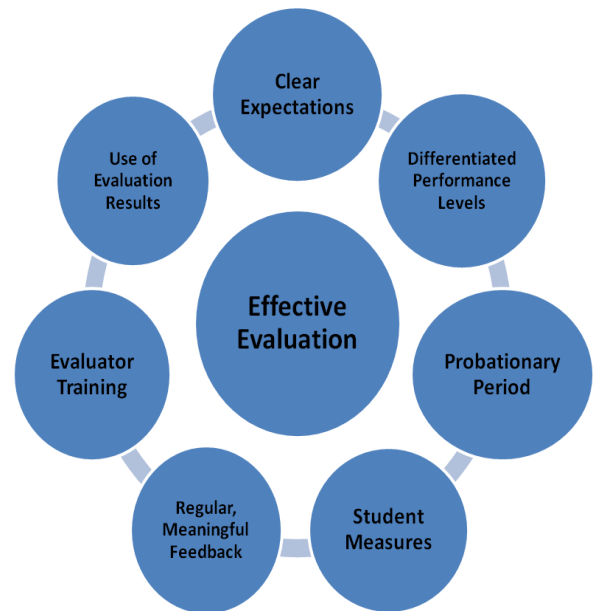 Clear
Expectations
Differentiated
Performance
Levels
Probationary
Period
Student
Measures
Regular,
Meaningful
Feedback
Evaluator
Training
Use of
Evaluation
Results
Effective
Evaluation